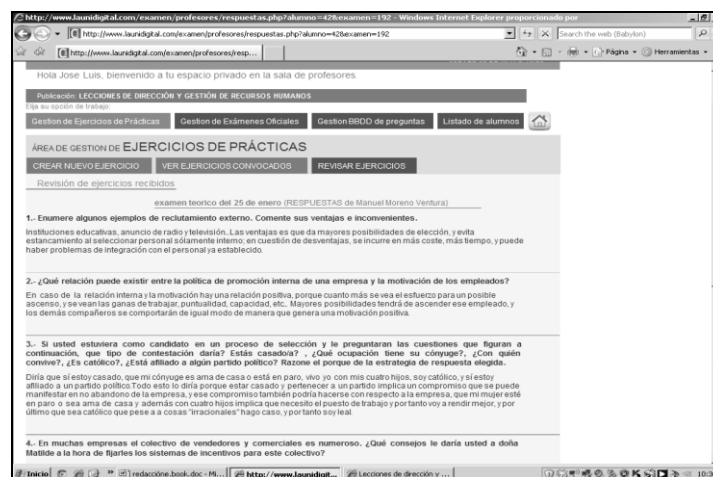 http://www.launidigital.com/examen/profesores/respuestas.php?alumno=428examen=192 - Windows Internet Explorer proporcionado por
http://www.launidigital.com/examen/profesores/respuestas.php?alumno=428examen=192
Search the web (Babylon)
http://www.launidigital.com/examen/profesores/resp...
Página
Herramientas
Hola Jose Luis, bienvenido a tu espacio privado en la sala de profesores.
Publicación: LECCIONES DE DIRECCIÓN Y GESTIÓN DE RECURSOS HUMANOS
Elija su opción de trabajo:
Gestion de Ejercicios de Prácticas Gestion de Exámenes Oficiales Gestion BBDD de preguntas Listado de alumnos
ÁREA DE GESTION DE EJERCICIOS DE PRÁCTICAS
CREAR NUEVO EJERCICIO VER EJERCICIOS CONVOCADOS REVISAR EJERCICIOS
Revisión de ejercicios recibidos
examen teorico del 25 de enero (RESPUESTAS de Manuel Moreno Ventura)
1.- Enumere algunos ejemplos de reclutamiento externo. Comente sus ventajas e inconvenientes.
Instituciones educativas, anuncio de radio y televisión..Las ventajas es que da mayores posibilidades de elección, y evita
estancamiento al seleccionar personal sólamente interno; en cuestión de desventajas, se incurre en más coste, más tiempo, y puede
haber problemas de integración con el personal ya establecido.
2.- ¿Qué relación puede existir entre la política de promoción interna de una empresa y la motivación de los empleados?
En caso de la relación interna y la motivación hay una relación positiva, porque cuanto más se vea el esfuerzo para un posible
ascenso, y se vean las ganas de trabajar, puntualidad, capacidad, etc,. Mayores posibilidades tendrá de ascender ese empleado, y
los demás compañeros se comportarán de igual modo de manera que genera una motivación positiva.
3.- Si usted estuviera como candidato en un proceso de selección y le preguntaran las cuestiones que figuran a
continuación, que tipo de contestación daría? Estás casado/a? , ¿Qué ocupación tiene su cónyuge?, ¿Con quién
convive?, ¿Es católico?, ¿Está afiliado a algún partido político? Razone el porque de la estrategia de respuesta elegida.
Diría que sí estoy casado, que mi cónyuge es ama de casa o está en paro, vivo yo con mis cuatro hijos, soy católico, y sí estoy
afiliado a un partido político.Todo esto lo diría porque estar casado y pertenecer a un partido implica un compromiso que se puede
manifestar en no abandono de la empresa, y ese compromiso también podría hacerse con respecto a la empresa, que mi mujer esté
en paro o sea ama de casa y además con cuatro hijos implica que necesito el puesto de trabajo y por tanto voy a rendir mejor, y por
último que sea católico que pese a a cosas "irracionales" hago caso, y por tanto soy leal.
4.- En muchas empresas el colectivo de vendedores y comerciales es numeroso. ¿Qué consejos le daría usted a doña
Matilde a la hora de fijarles los sistemas de incentivos para este colectivo?
Inicio redaccióne.book.doc - Mi... http://www.launidigit... Lecciones de dirección y ...